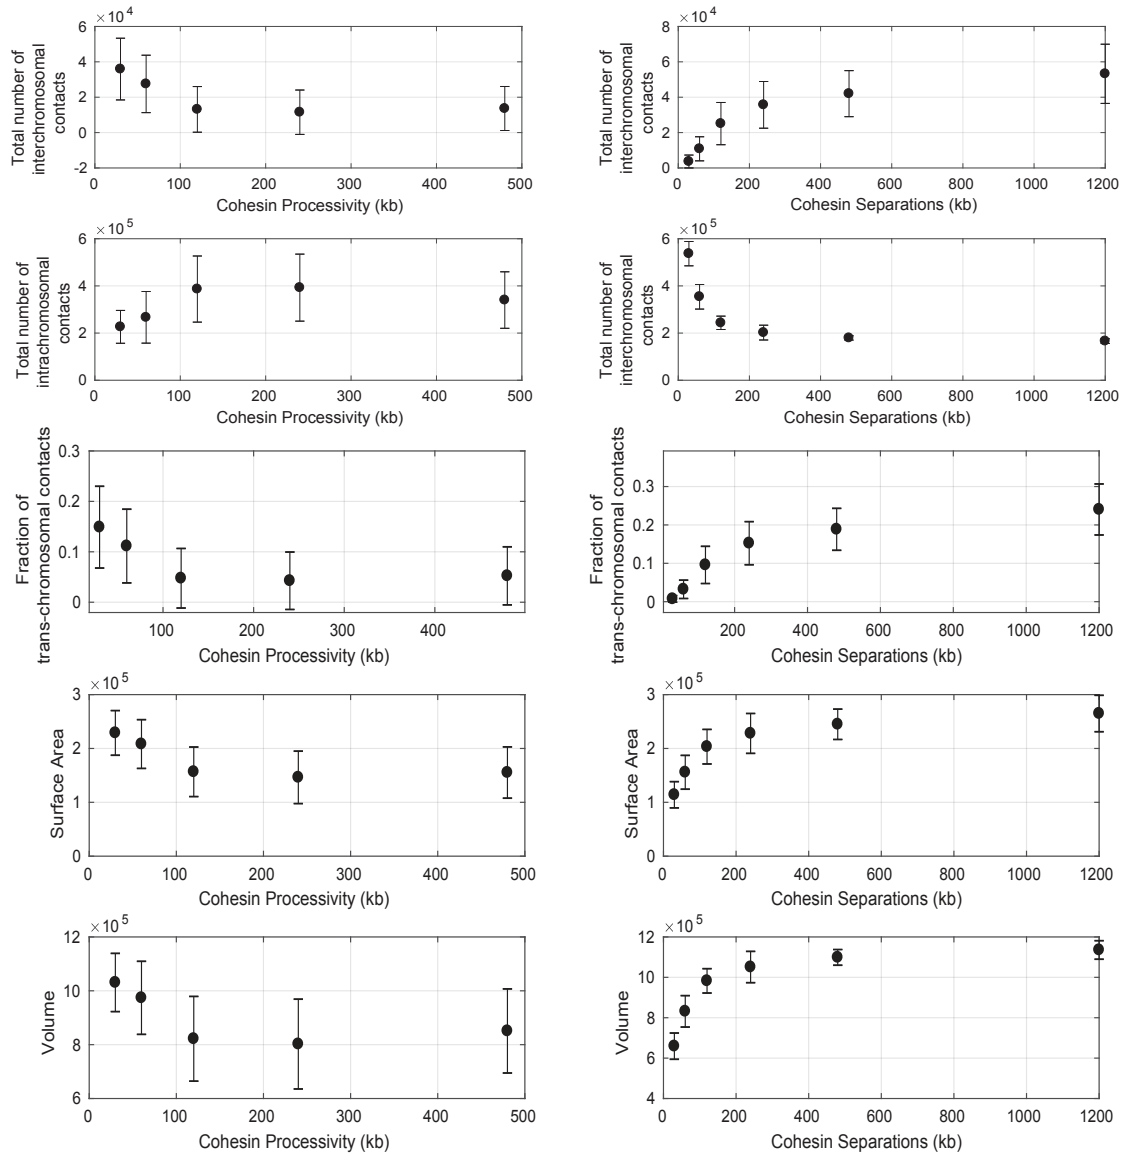 ×10 4
Total number of
interchromosomal
contacts
6
4
2
0
-2
0 100 200 300 400 500
Cohesin Processivity (kb)
×10 4
Total number of
interchromosomal
contacts
8
6
4
2
0
0 200 400 600 800 1000 1200
Cohesin Separations (kb)
×10 5
Total number of
intrachromosomal
contacts
6
4
2
0
0 100 200 300 400 500
Cohesin Processivity (kb)
×10 5
Total number of
interchromosomal
contacts
6
4
2
0
0 200 400 600 800 1000 1200
Cohesin Separations (kb)
Fraction of
trans-chromosomal contacts
0.3
0.2
0.1
0
100 200 300 400
Cohesin Processivity (kb)
Fraction of
trans-chromosomal contacts
0.3
0.2
0.1
0
200 400 600 800 1000 1200
Cohesin Separations (kb)
×10 5
Surface Area
3
2
1
0
0 100 200 300 400 500
Cohesin Processivity (kb)
×10 5
Surface Area
3
2
1
0
0 200 400 600 800 1000 1200
Cohesin Separations (kb)
×10 5
Volume
12
10
8
6
0 100 200 300 400 500
Cohesin Processivity (kb)
×10 5
Volume
12
10
8
6
4
0 200 400 600 800 1000 1200
Cohesin Separations (kb)